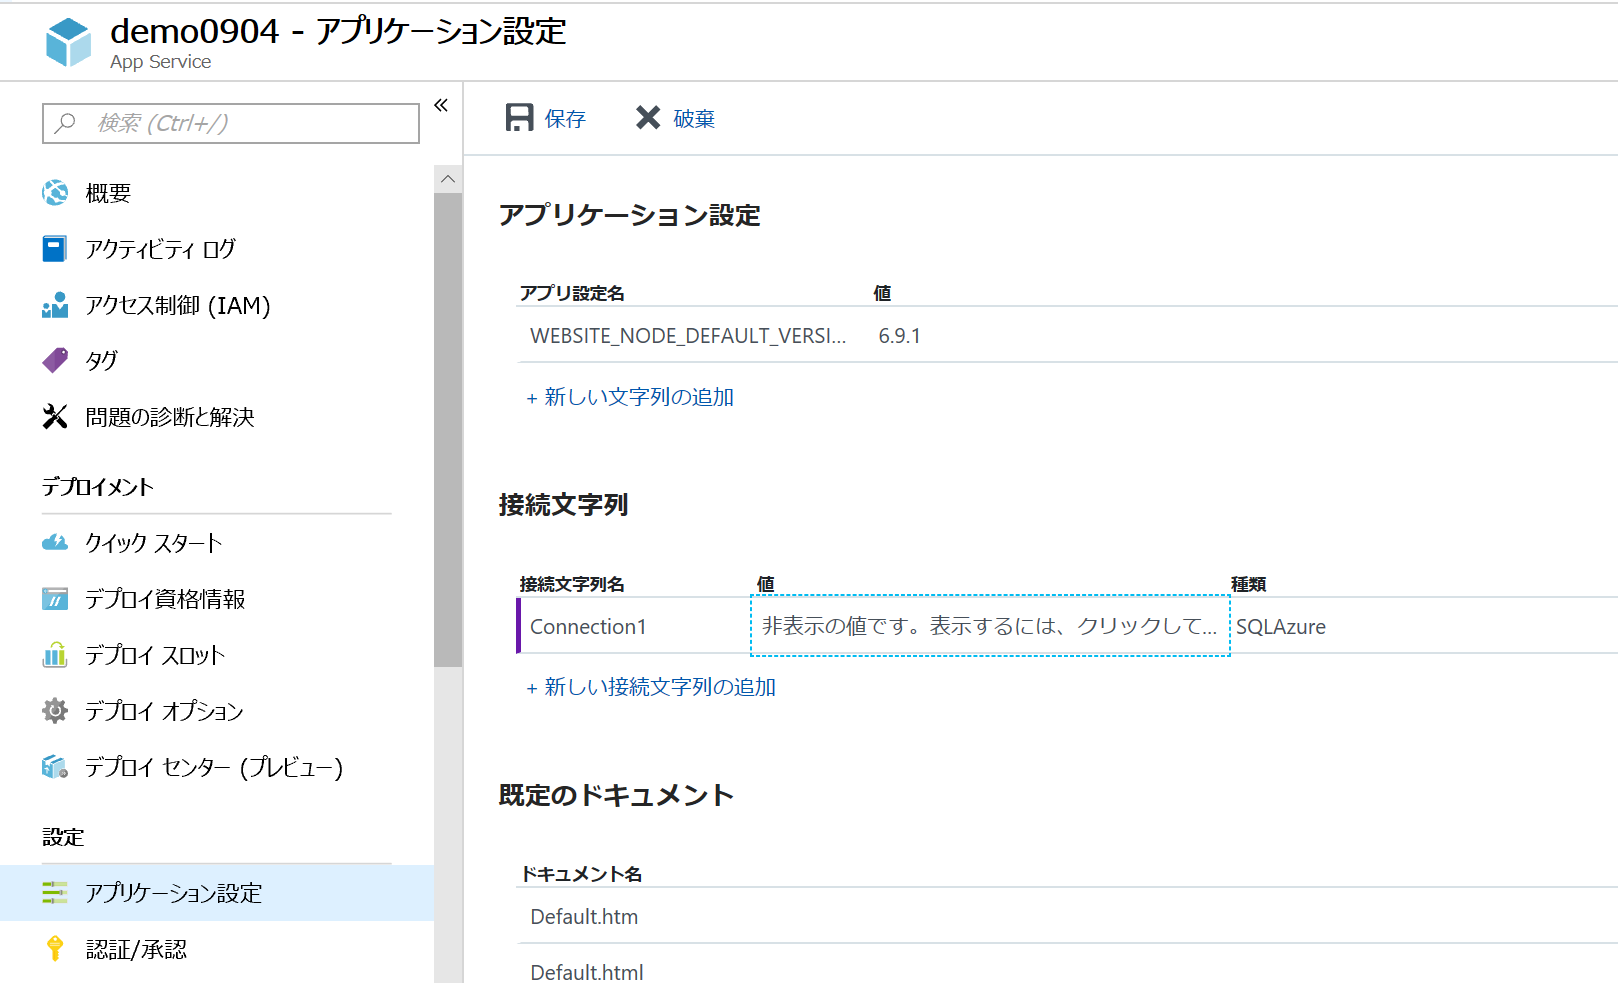 demo0904 - アプリケーション設定
App Service
検索 (Ctrl+/)
«
概要
アクティビティ ログ
アクセス制御 (IAM)
タグ
問題の診断と解決
デプロイメント
クイック スタート
デプロイ資格情報
デプロイ スロット
デプロイ オプション
デプロイ センター (プレビュー)
設定
アプリケーション設定
認証/承認
保存 破棄
アプリケーション設定
アプリ設定名 値
WEBSITE_NODE_DEFAULT_VERSI... 6.9.1
+ 新しい文字列の追加
接続文字列
接続文字列名 値 種類
Connection1 非表示の値です。表示するには、クリックして... SQLAzure
+ 新しい接続文字列の追加
既定のドキュメント
ドキュメント名
Default.htm
Default.html